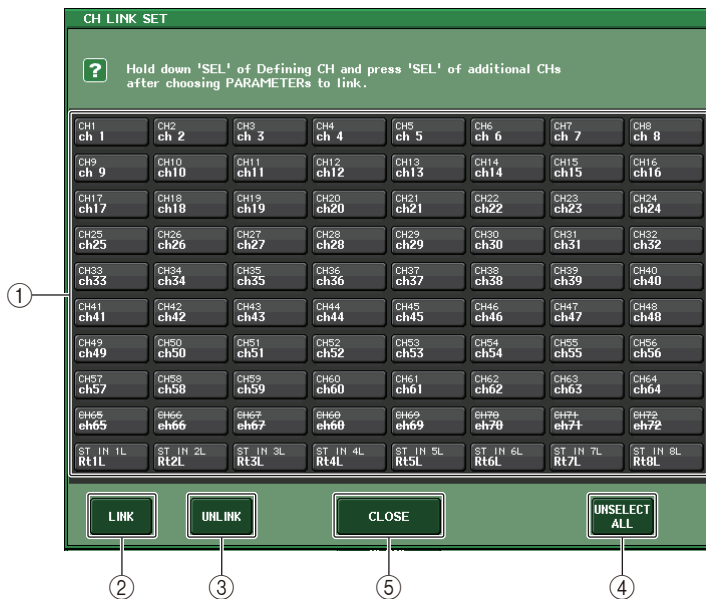 CH LINK SET
? Hold down 'SEL' of Defining CH and press 'SEL' of additional CHs
after choosing PARAMETERs to link.
CH1 CH2 CH3 CH4 CH5 CH6 CH7 CH8
ch 1 ch 2 ch 3 ch 4 ch 5 ch 6 ch 7 ch 8
CH9 CH10 CH11 CH12 CH13 CH14 CH15 CH16
ch 9 ch10 ch11 ch12 ch13 ch14 ch15 ch16
CH17 CH18 CH19 CH20 CH21 CH22 CH23 CH24
ch17 ch18 ch19 ch20 ch21 ch22 ch23 ch24
CH25 CH26 CH27 CH28 CH29 CH30 CH31 CH32
ch25 ch26 ch27 ch28 ch29 ch30 ch31 ch32
CH33 CH34 CH35 CH36 CH37 CH38 CH39 CH40
ch33 ch34 ch35 ch36 ch37 ch38 ch39 ch40
①
CH41 CH42 CH43 CH44 CH45 CH46 CH47 CH48
ch41 ch42 ch43 ch44 ch45 ch46 ch47 ch48
CH49 CH50 CH51 CH52 CH53 CH54 CH55 CH56
ch49 ch50 ch51 ch52 ch53 ch54 ch55 ch56
CH57 CH58 CH59 CH60 CH61 CH62 CH63 CH64
ch57 ch58 ch59 ch60 ch61 ch62 ch63 ch64
CH65 CH66 CH67 CH68 CH69 CH70 CH71 CH72
ch65 ch66 ch67 ch68 ch69 ch70 ch71 ch72
ST IN 1L ST IN 2L ST IN 3L ST IN 4L ST IN 5L ST IN 6L ST IN 7L ST IN 8L
Rt1L Rt2L Rt3L Rt4L Rt5L Rt6L Rt7L Rt8L
LINK UNLINK CLOSE UNSELECT
ALL
② ③ ⑤ ④